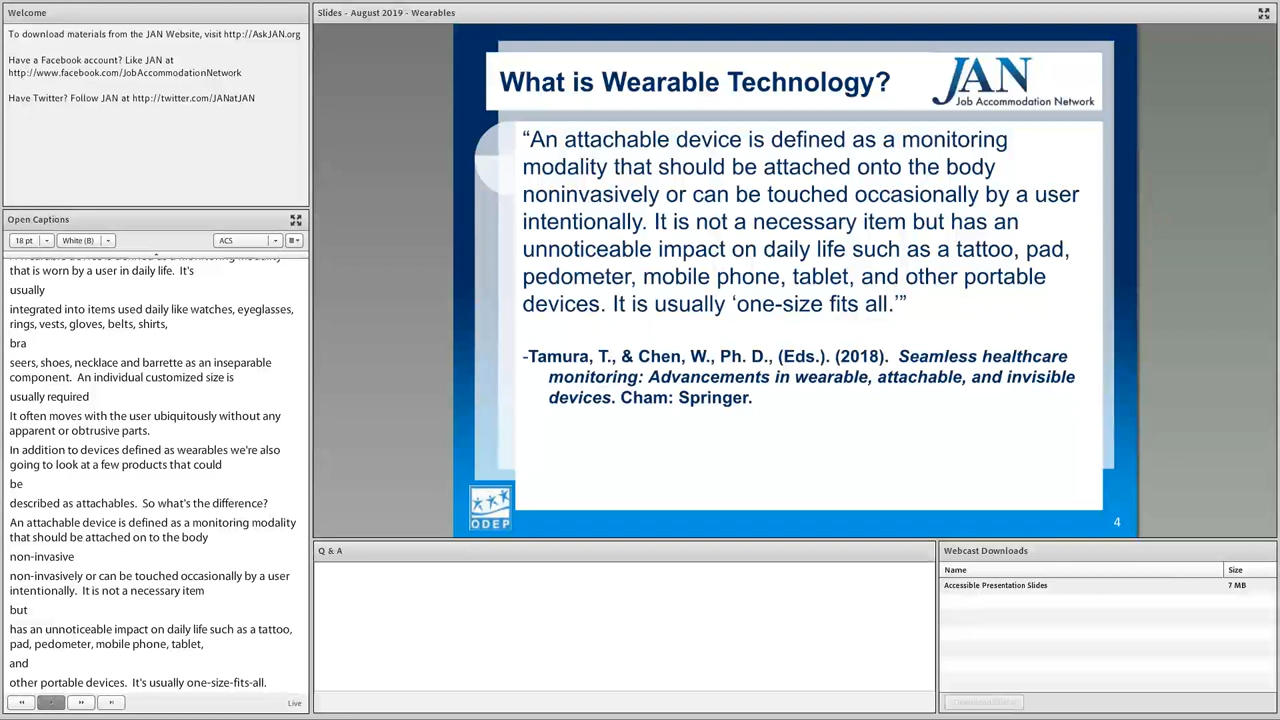 Welcome
To download materials from the JAN Website, visit http://AskJAN.org
Have a Facebook account? Like JAN at
http://www.facebook.com/JobAccommodationNetwork
Have Twitter? Follow JAN at http://twitter.com/JANatJAN
Open Captions
18 pt
White (B)
ACS
that is worn by a user in daily life. It's
usually
integrated into items used daily like watches, eyeglasses,
rings, vests, gloves, belts, shirts,
bra
seers, shoes, necklace and barrette as an inseparable
component. An individual customized size is
usually required
It often moves with the user ubiquitously without any
apparent or obtrusive parts.
In addition to devices defined as wearables we're also
going to look at a few products that could
be
described as attachables. So what's the difference?
An attachable device is defined as a monitoring modality
that should be attached on to the body
non-invasive
non-invasively or can be touched occasionally by a user
intentionally. It is not a necessary item
but
has an unnoticeable impact on daily life such as a tattoo,
pad, pedometer, mobile phone, tablet,
and
other portable devices. It's usually one-size-fits-all.
Live
Slides - August 2019 - Wearables
What is Wearable Technology?
JAN
Job Accommodation Network
“An attachable device is defined as a monitoring
modality that should be attached onto the body
noninvasively or can be touched occasionally by a user
intentionally. It is not a necessary item but has an
unnoticeable impact on daily life such as a tattoo, pad,
pedometer, mobile phone, tablet, and other portable
devices. It is usually ‘one-size fits all.’”
-Tamura, T., & Chen, W., Ph. D., (Eds.). (2018). Seamless healthcare
monitoring: Advancements in wearable, attachable, and invisible
devices. Cham: Springer.
ODEP
4
Q & A
Webcast Downloads
Name Size
Accessible Presentation Slides 7 MB